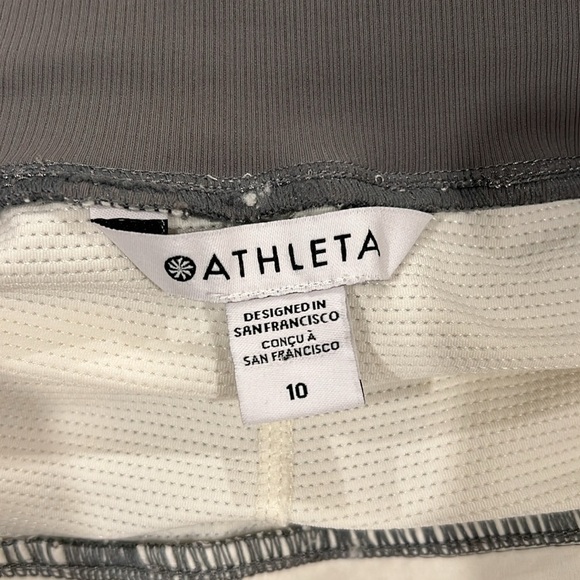 ATHLETA
DESIGNED IN
SAN FRANCISCO
CONÇU À
SAN FRANCISCO
10